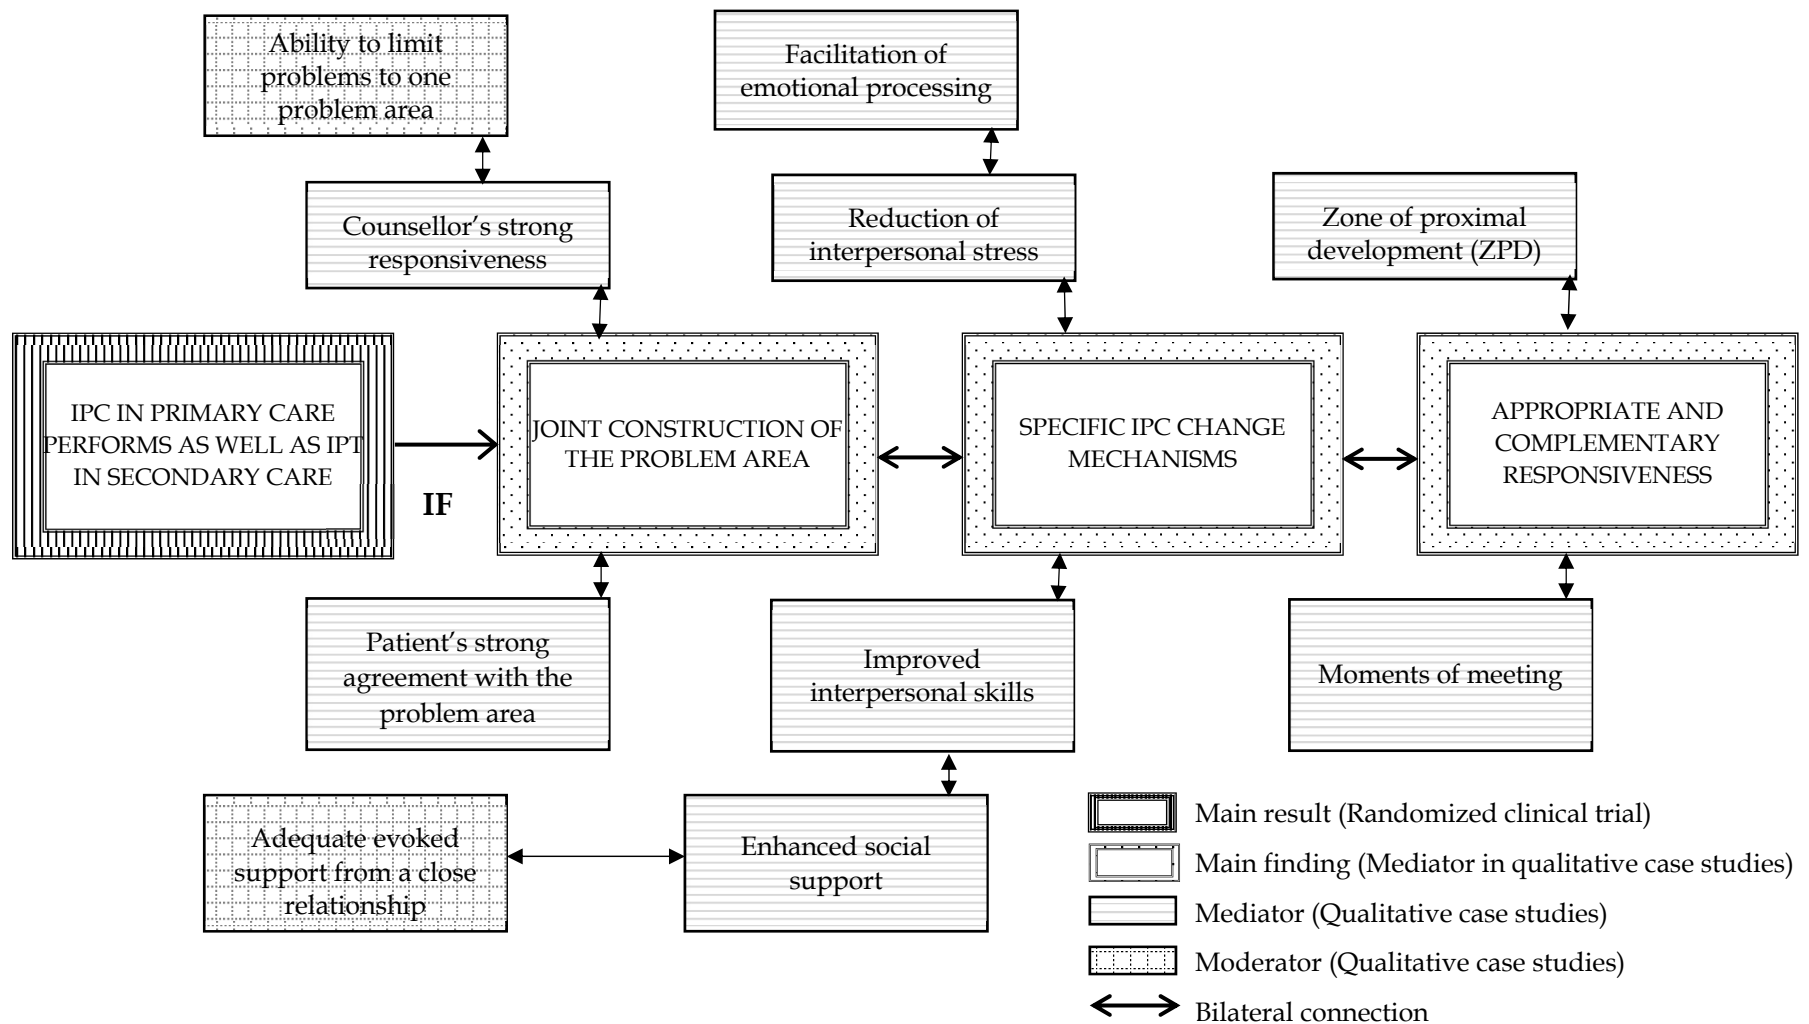 Ability to limit
problems to one
problem area
Facilitation of
emotional processing
Counsellor’s strong
responsiveness
Reduction of
interpersonal stress
Zone of proximal
development (ZPD)
IPC IN PRIMARY CARE
PERFORMS AS WELL AS IPT
IN SECONDARY CARE
IF
JOINT CONSTRUCTION OF
THE PROBLEM AREA
SPECIFIC IPC CHANGE
MECHANISMS
APPROPRIATE AND
COMPLEMENTARY
RESPONSIVENESS
Patient’s strong
agreement with the
problem area
Improved
interpersonal skills
Moments of meeting
Adequate evoked
support from a close
relationship
Enhanced social
support
Main result (Randomized clinical trial)
Main finding (Mediator in qualitative case studies)
Mediator (Qualitative case studies)
Moderator (Qualitative case studies)
Bilateral connection